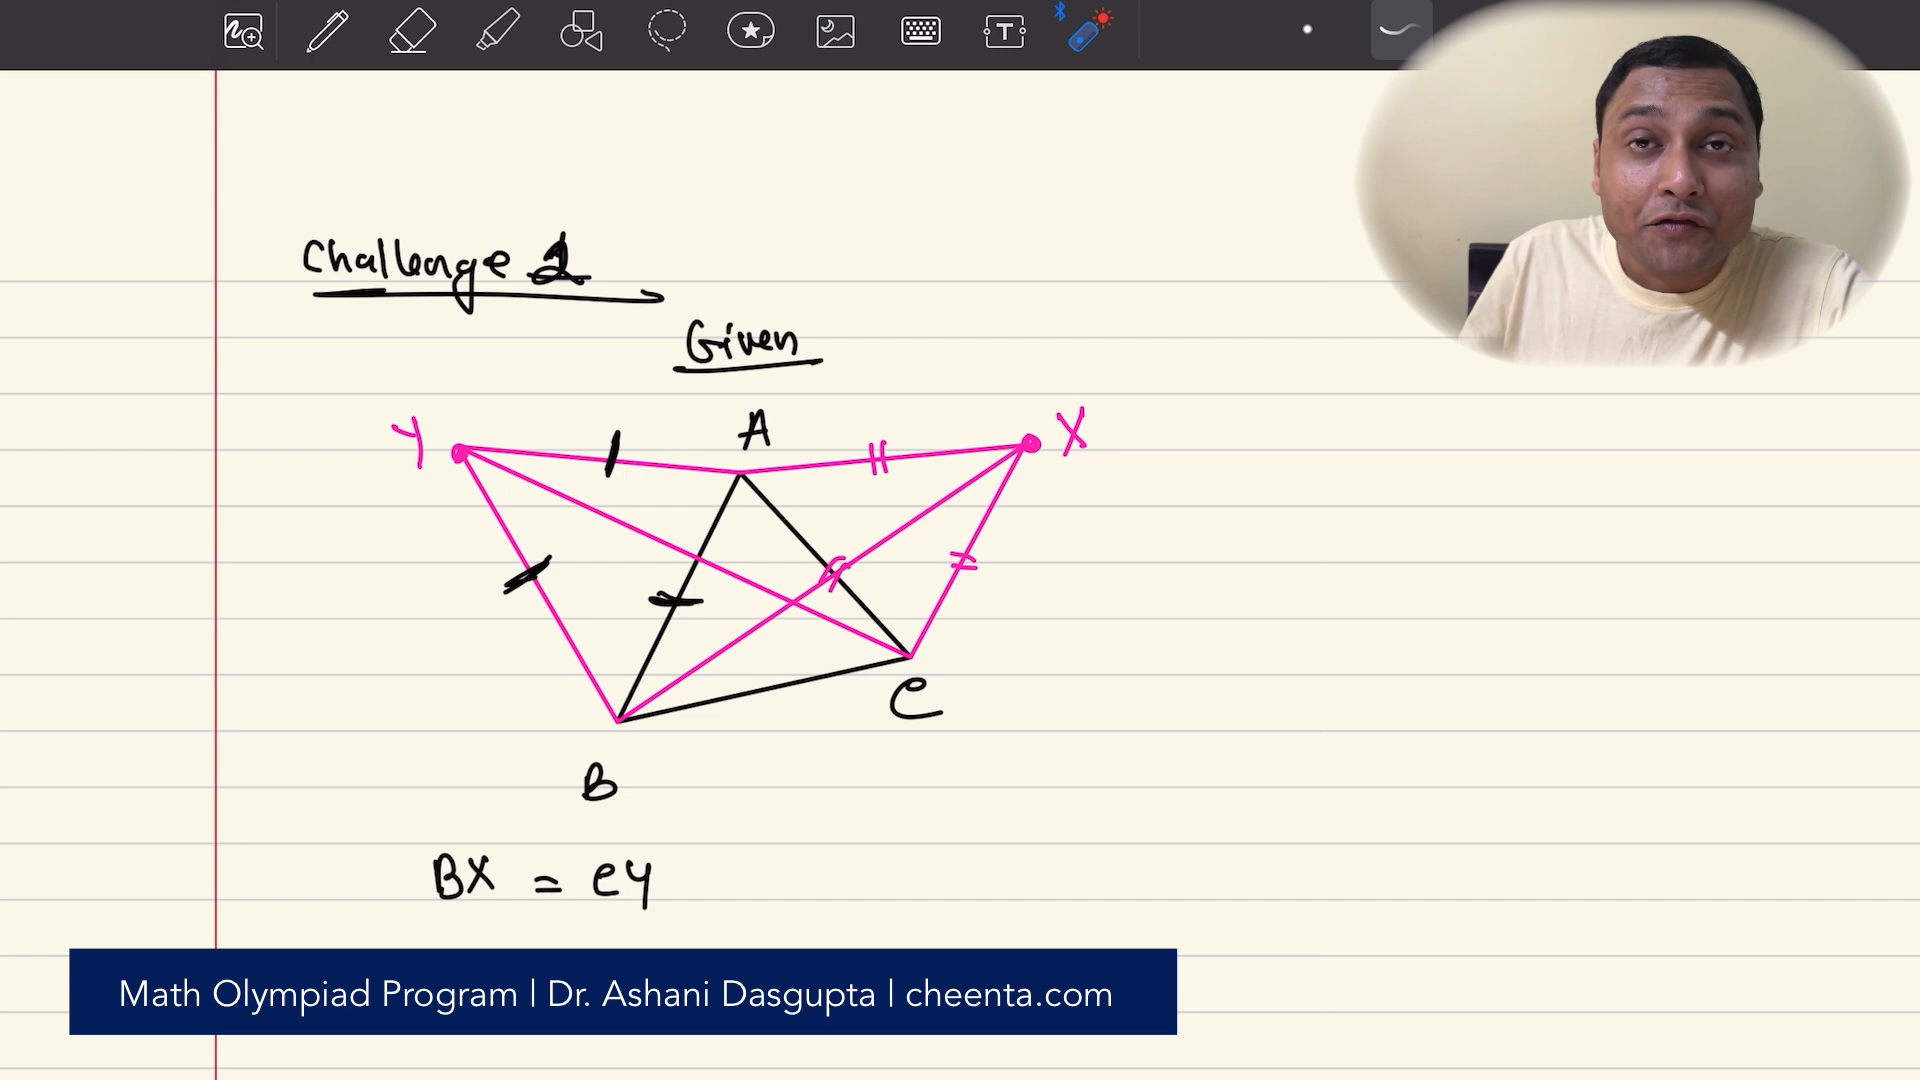 Challenge 2
Given
Y
A
X
C
B
BX = CY
Math Olympiad Program | Dr. Ashani Dasgupta | cheenta.com